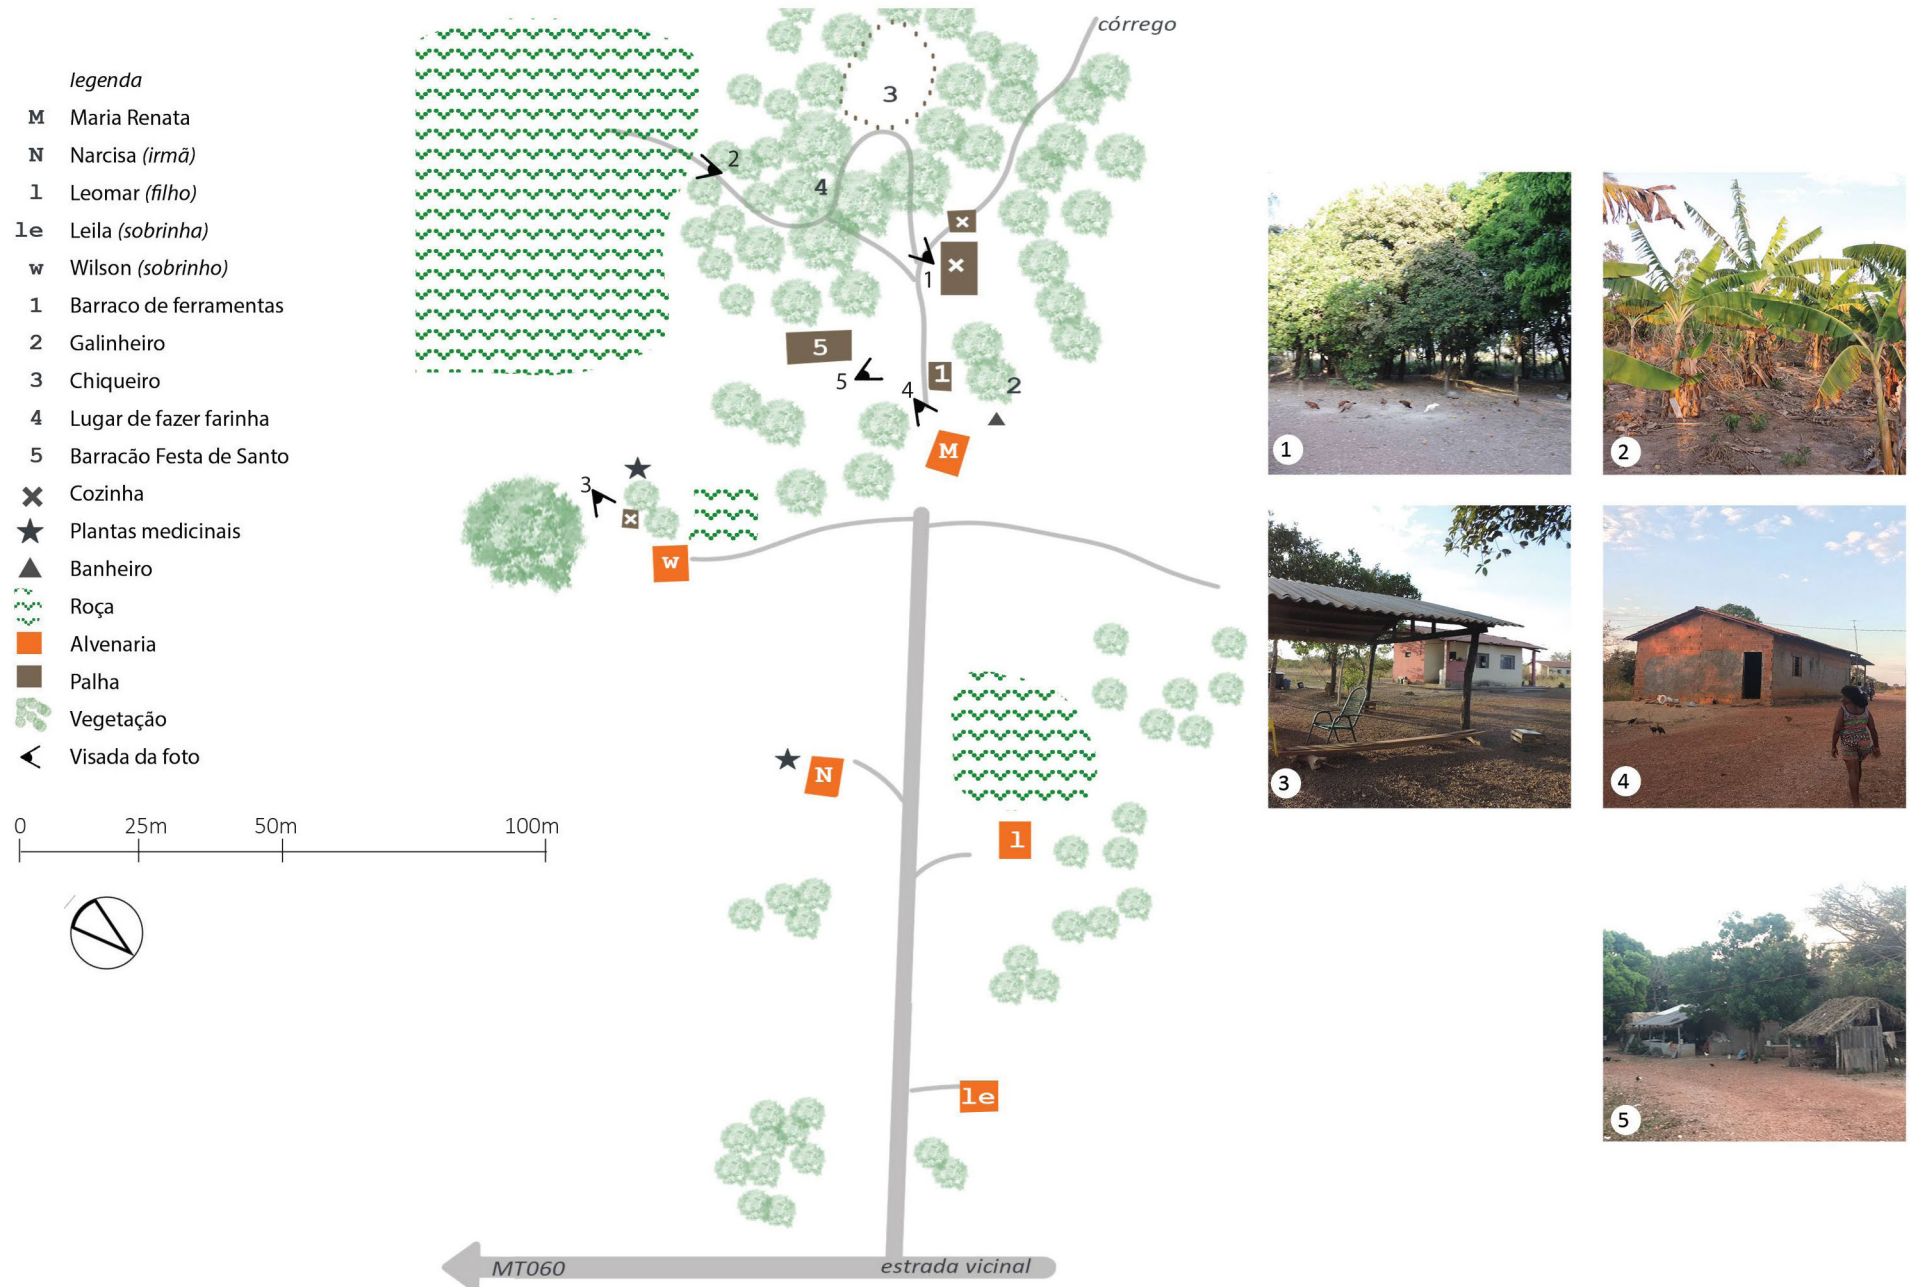 legenda
M Maria Renata
N Narcisa (irmã)
l Leomar (filho)
le Leila (sobrinha)
w Wilson (sobrinho)
1 Barraco de ferramentas
2 Galinheiro
3 Chiqueiro
4 Lugar de fazer farinha
5 Barracão Festa de Santo
Cozinha
Plantas medicinais
Banheiro
Roça
Alvenaria
Palha
Vegetação
Visada da foto
0 25m 50m 100m
córrego
3
2
4
1
5
5
1
2
4
M
3
w
N
l
le
MT060
estrada vicinal
1
2
3
4
5